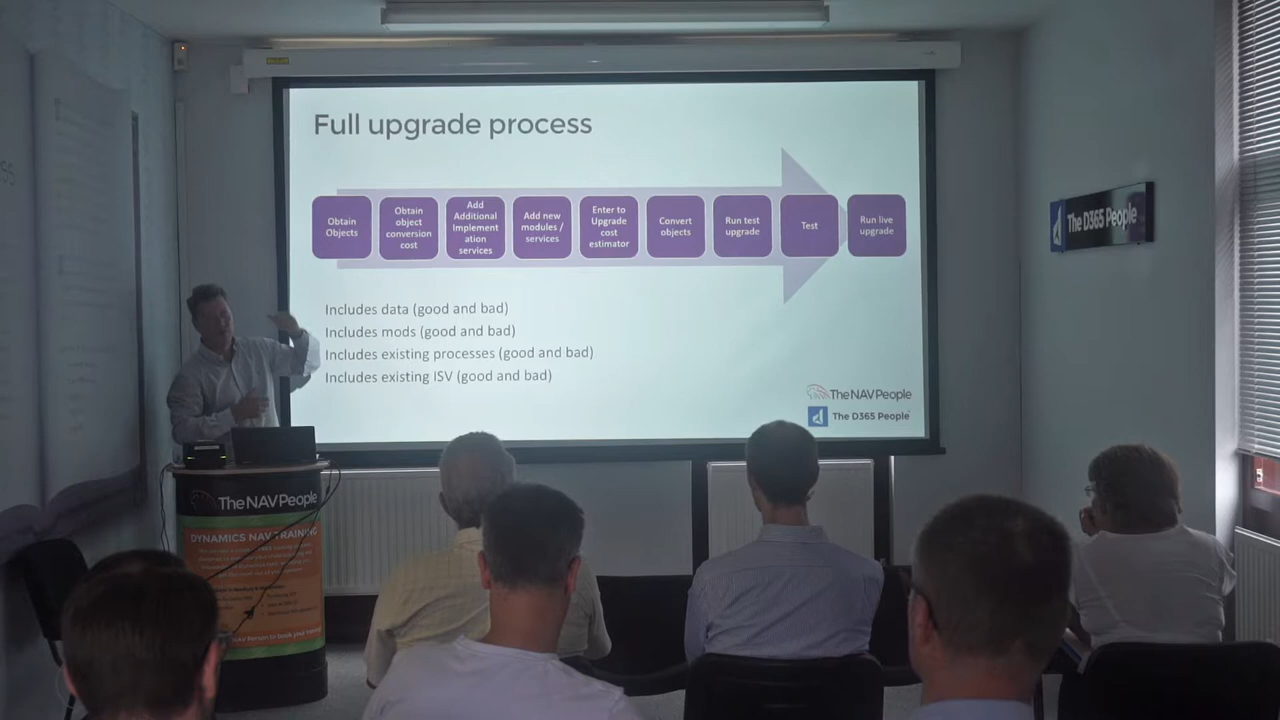 Full upgrade process
Obtain
Objects
Obtain
object
conversion
cost
Add
Additional
Implement
ation
services
Add new
modules /
services
Enter to
Upgrade
cost
estimator
Convert
objects
Run test
upgrade
Test
Run live
upgrade
Includes data (good and bad)
Includes mods (good and bad)
Includes existing processes (good and bad)
Includes existing ISV (good and bad)
TheNAVPeople
The D365 People
The D365 People
TheNAVPeople
DYNAMICS NAV TRAINING